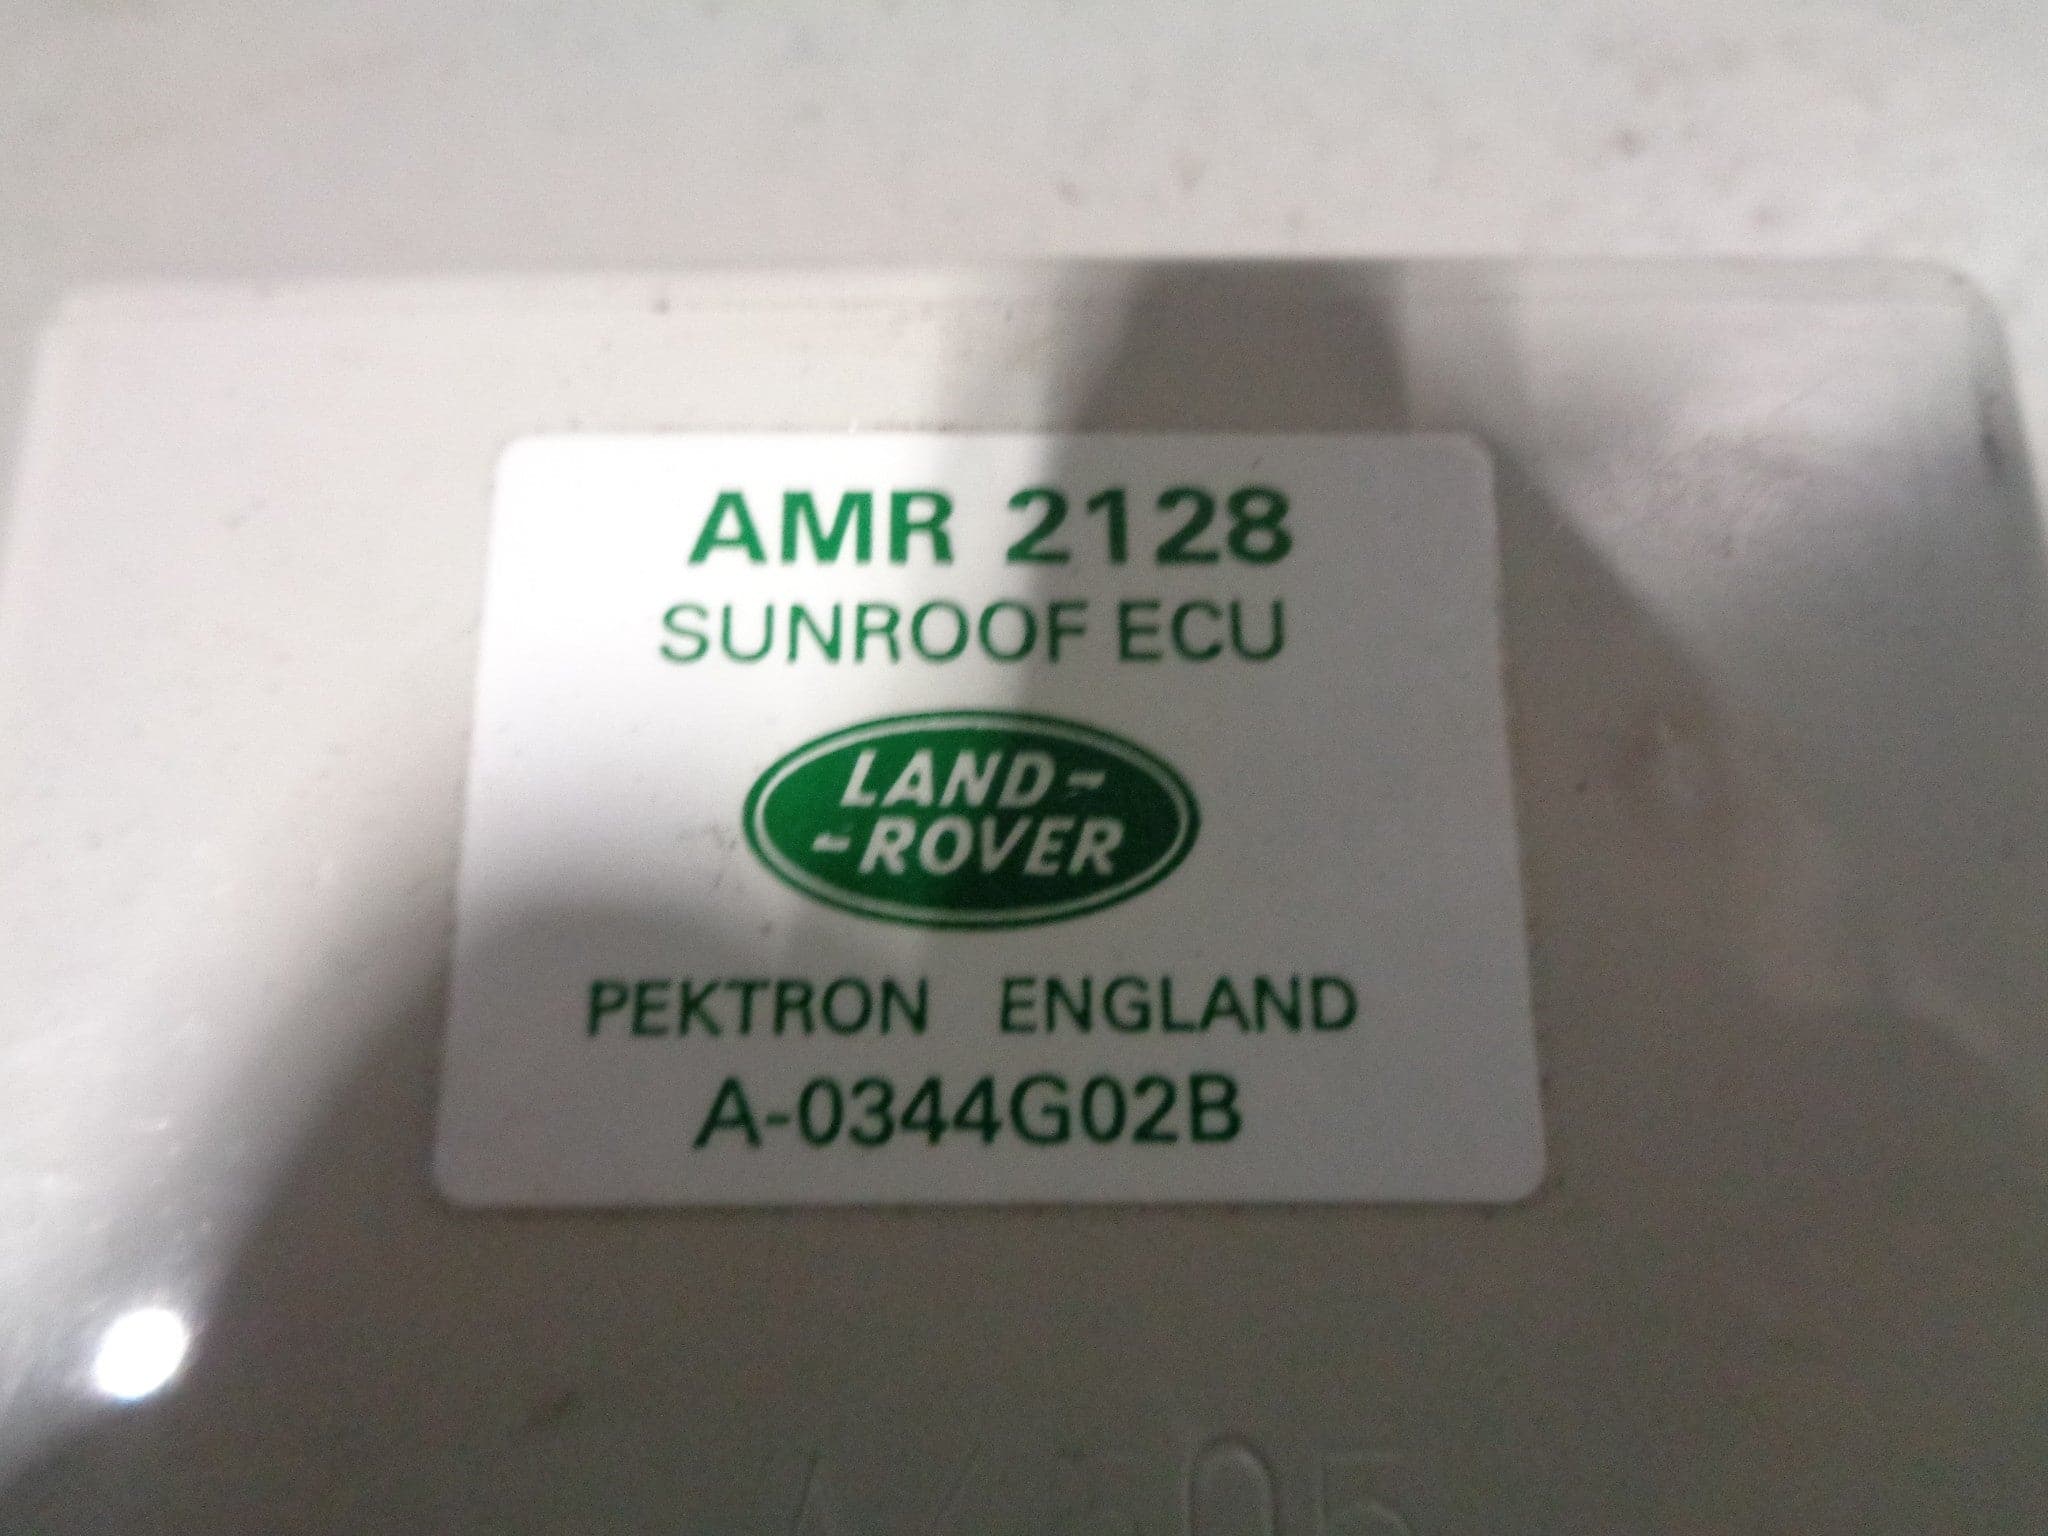 AMR 2128
SUNROOF ECU
LAND-
-ROVER
PEKTRON ENGLAND
A-0344G02B